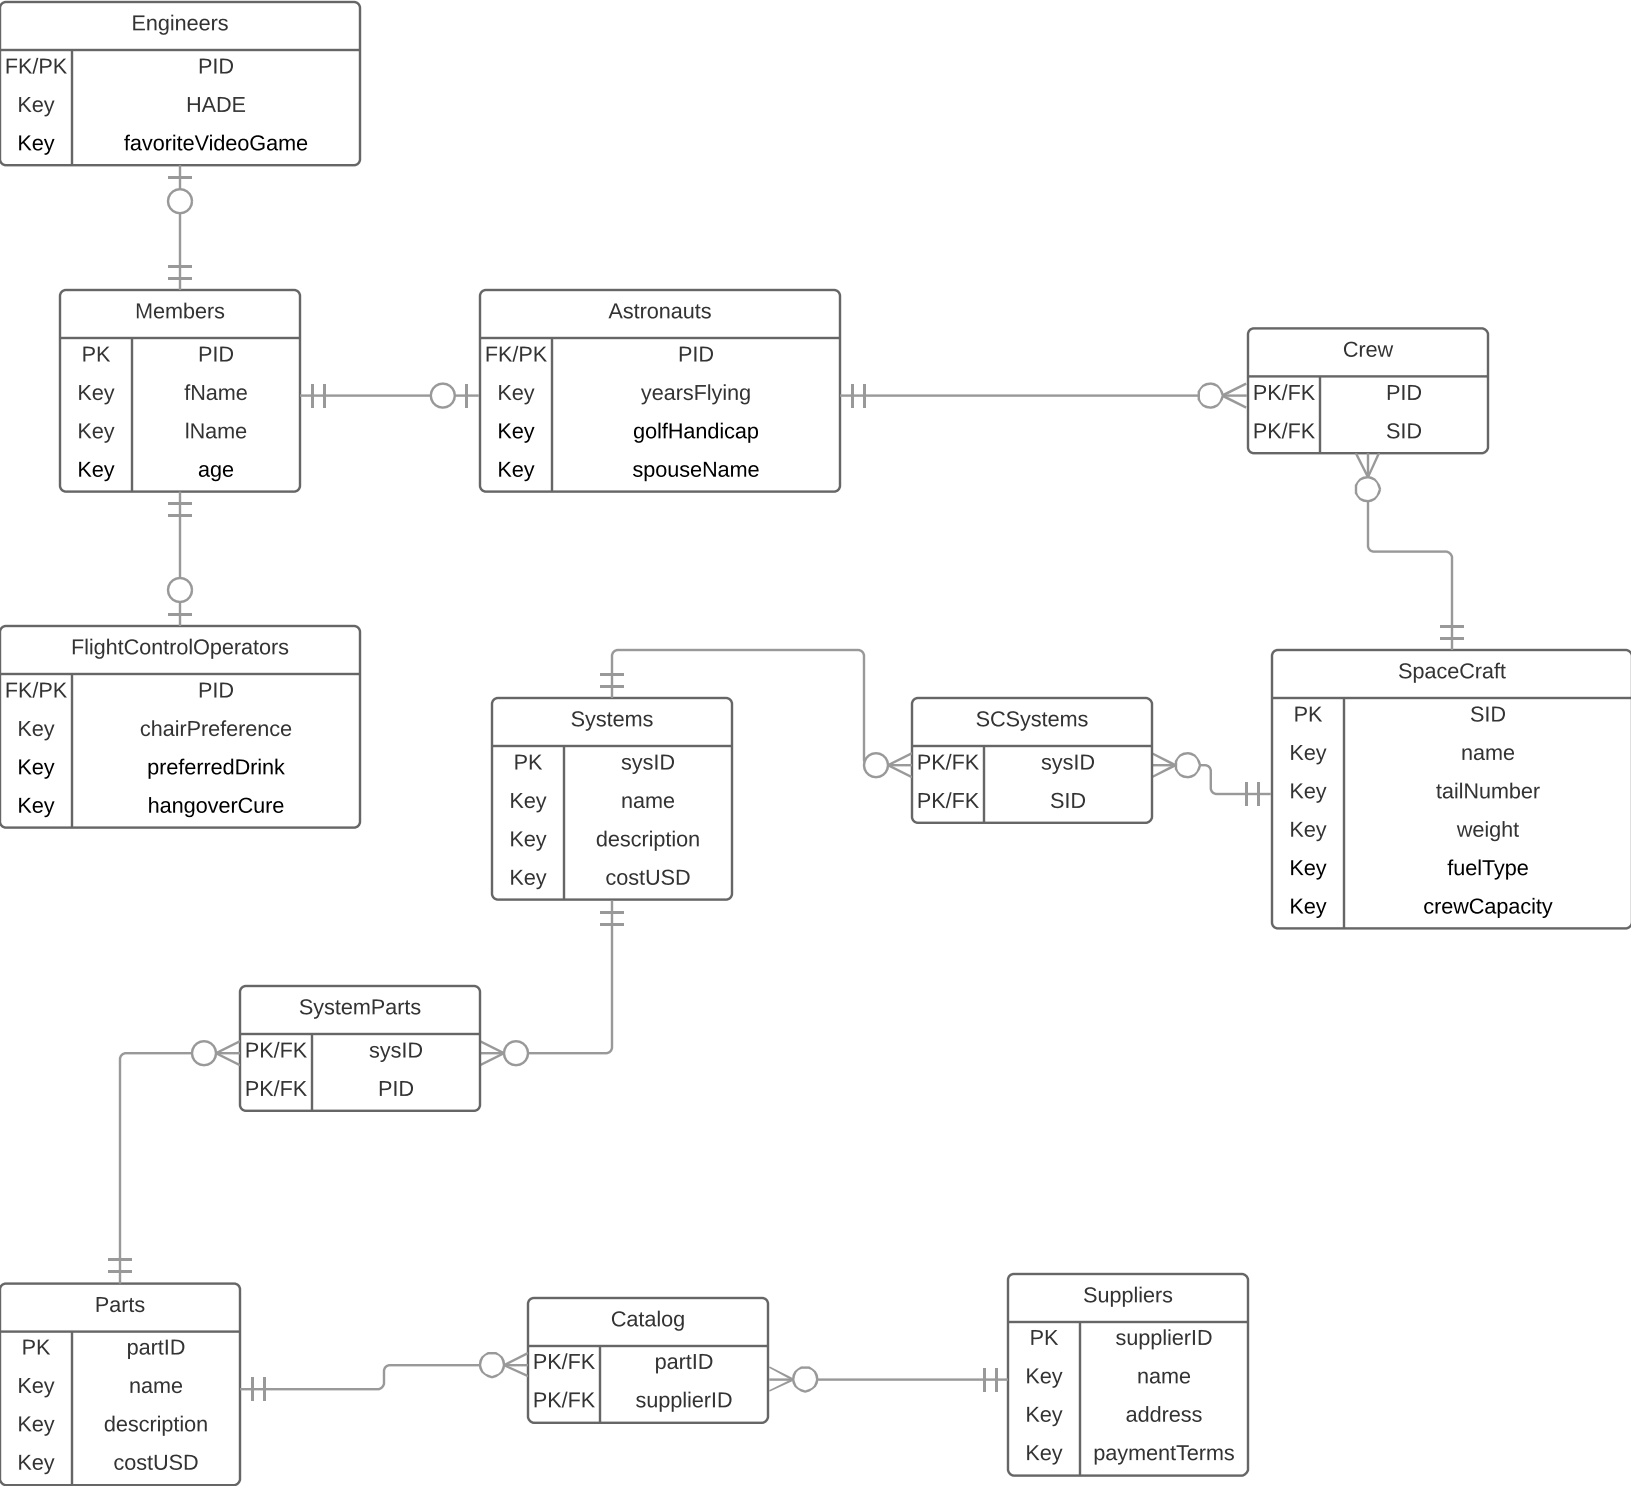 Engineers
FK/PK PID
Key HADE
Key favoriteVideoGame
Members
PK PID
Key fName
Key lName
Key age
Astronauts
FK/PK PID
Key yearsFlying
Key golfHandicap
Key spouseName
Crew
PK/FK PID
PK/FK SID
FlightControlOperators
FK/PK PID
Key chairPreference
Key preferredDrink
Key hangoverCure
Systems
PK sysID
Key name
Key description
Key costUSD
SCSystems
PK/FK sysID
PK/FK SID
SpaceCraft
PK SID
Key name
Key tailNumber
Key weight
Key fuelType
Key crewCapacity
SystemParts
PK/FK sysID
PK/FK PID
Parts
PK partID
Key name
Key description
Key costUSD
Catalog
PK/FK partID
PK/FK supplierID
Suppliers
PK supplierID
Key name
Key address
Key paymentTerms